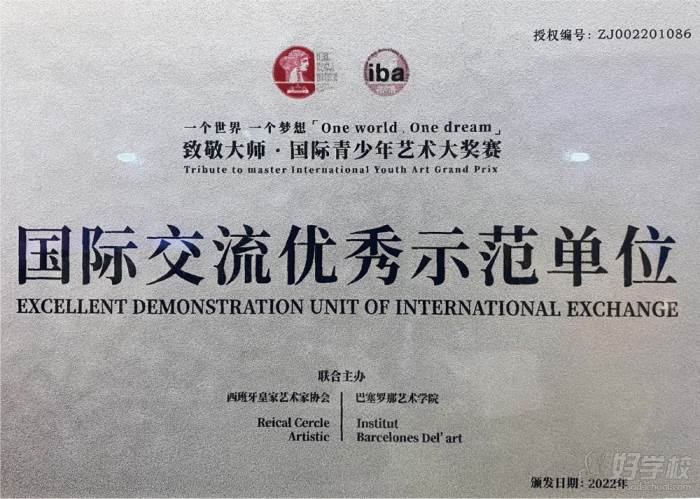 授权编号: ZJ002201086
iba
一个世界 一个梦想「One world, One dream」
致敬大师·国际青少年艺术大奖赛
Tribute to master International Youth Art Grand Prix
国际交流优秀示范单位
EXCELLENT DEMONSTRATION UNIT OF INTERNATIONAL EXCHANGE
联合主办
西班牙皇家艺术家协会
Reical Cercle
Artistic
巴塞罗那艺术学院
Institut
Barcelones Del' art
颁发日期: 2022年
好学校